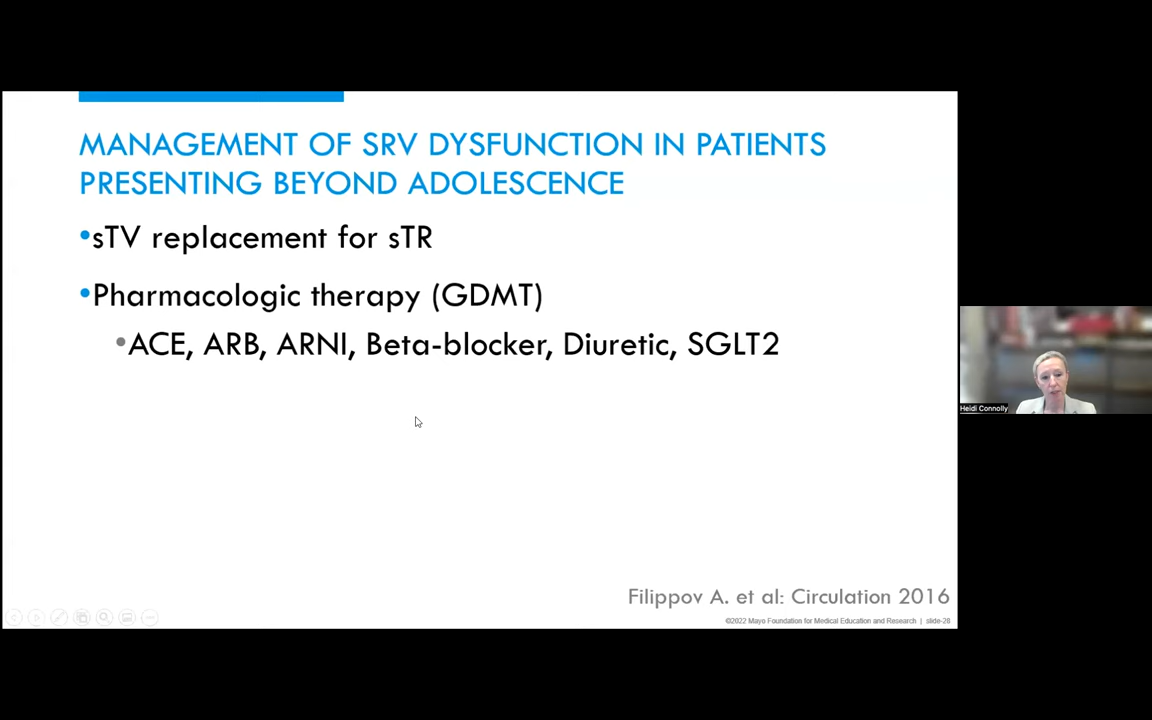 MANAGEMENT OF SRV DYSFUNCTION IN PATIENTS
PRESENTING BEYOND ADOLESCENCE
•sTV replacement for sTR
•Pharmacologic therapy (GDMT)
•ACE, ARB, ARNI, Beta-blocker, Diuretic, SGLT2
Heidi Connolly
Filippov A. et al: Circulation 2016
©2022 Mayo Foundation for Medical Education and Research | slide-28